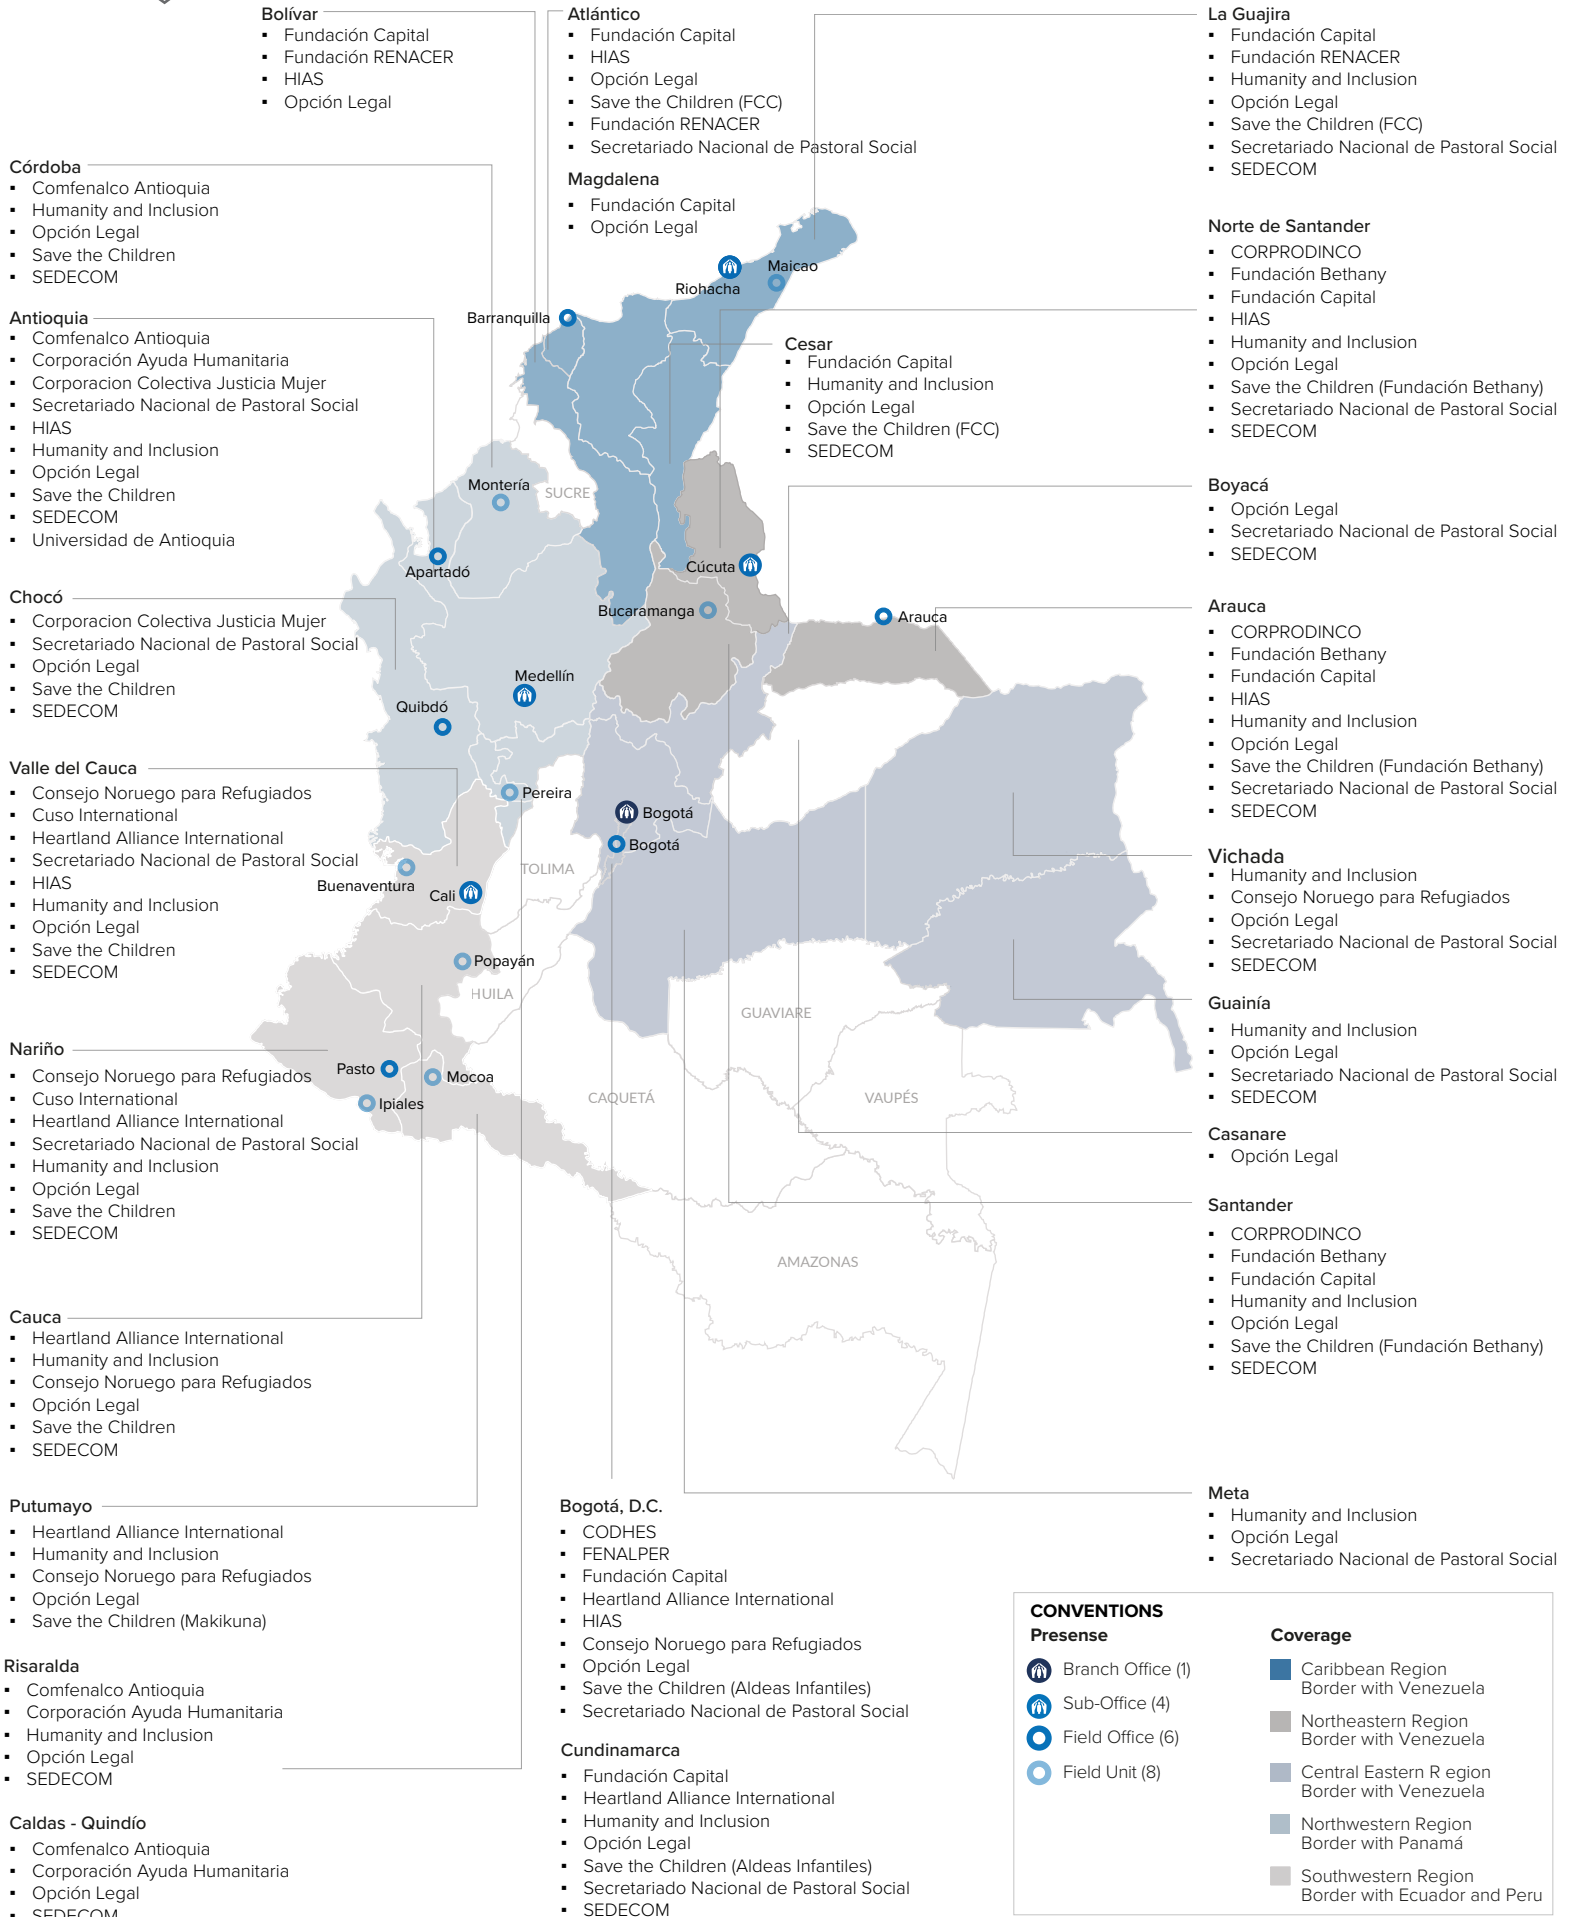 Bolívar
▪ Fundación Capital
▪ Fundación RENACER
▪ HIAS
▪ Opción Legal
Atlántico
▪ Fundación Capital
▪ HIAS
▪ Opción Legal
▪ Save the Children (FCC)
▪ Fundación RENACER
▪ Secretariado Nacional de Pastoral Social
Magdalena
▪ Fundación Capital
▪ Opción Legal
La Guajira
▪ Fundación Capital
▪ Fundación RENACER
▪ Humanity and Inclusion
▪ Opción Legal
▪ Save the Children (FCC)
▪ Secretariado Nacional de Pastoral Social
▪ SEDECOM
Córdoba
▪ Comfenalco Antioquia
▪ Humanity and Inclusion
▪ Opción Legal
▪ Save the Children
▪ SEDECOM
Norte de Santander
▪ CORPRODINCO
▪ Fundación Bethany
▪ Fundación Capital
▪ HIAS
▪ Humanity and Inclusion
▪ Opción Legal
▪ Save the Children (Fundación Bethany)
▪ Secretariado Nacional de Pastoral Social
▪ SEDECOM
Antioquia
▪ Comfenalco Antioquia
▪ Corporación Ayuda Humanitaria
▪ Corporacion Colectiva Justicia Mujer
▪ Secretariado Nacional de Pastoral Social
▪ HIAS
▪ Humanity and Inclusion
▪ Opción Legal
▪ Save the Children
▪ SEDECOM
▪ Universidad de Antioquia
Cesar
▪ Fundación Capital
▪ Humanity and Inclusion
▪ Opción Legal
▪ Save the Children (FCC)
▪ SEDECOM
Boyacá
▪ Opción Legal
▪ Secretariado Nacional de Pastoral Social
▪ SEDECOM
Chocó
▪ Corporacion Colectiva Justicia Mujer
▪ Secretariado Nacional de Pastoral Social
▪ Opción Legal
▪ Save the Children
▪ SEDECOM
Arauca
▪ CORPRODINCO
▪ Fundación Bethany
▪ Fundación Capital
▪ HIAS
▪ Humanity and Inclusion
▪ Opción Legal
▪ Save the Children (Fundación Bethany)
▪ Secretariado Nacional de Pastoral Social
▪ SEDECOM
Valle del Cauca
▪ Consejo Noruego para Refugiados
▪ Cuso International
▪ Heartland Alliance International
▪ Secretariado Nacional de Pastoral Social
▪ HIAS
▪ Humanity and Inclusion
▪ Opción Legal
▪ Save the Children
▪ SEDECOM
Vichada
▪ Humanity and Inclusion
▪ Consejo Noruego para Refugiados
▪ Opción Legal
▪ Secretariado Nacional de Pastoral Social
▪ SEDECOM
Guainía
▪ Humanity and Inclusion
▪ Opción Legal
▪ Secretariado Nacional de Pastoral Social
▪ SEDECOM
Nariño
▪ Consejo Noruego para Refugiados
▪ Cuso International
▪ Heartland Alliance International
▪ Secretariado Nacional de Pastoral Social
▪ Humanity and Inclusion
▪ Opción Legal
▪ Save the Children
▪ SEDECOM
Casanare
▪ Opción Legal
Santander
▪ CORPRODINCO
▪ Fundación Bethany
▪ Fundación Capital
▪ Humanity and Inclusion
▪ Opción Legal
▪ Save the Children (Fundación Bethany)
▪ SEDECOM
Cauca
▪ Heartland Alliance International
▪ Humanity and Inclusion
▪ Consejo Noruego para Refugiados
▪ Opción Legal
▪ Save the Children
▪ SEDECOM
Meta
▪ Humanity and Inclusion
▪ Opción Legal
▪ Secretariado Nacional de Pastoral Social
Putumayo
▪ Heartland Alliance International
▪ Humanity and Inclusion
▪ Consejo Noruego para Refugiados
▪ Opción Legal
▪ Save the Children (Makikuna)
Bogotá, D.C.
▪ CODHES
▪ FENALPER
▪ Fundación Capital
▪ Heartland Alliance International
▪ HIAS
▪ Consejo Noruego para Refugiados
▪ Opción Legal
▪ Save the Children (Aldeas Infantiles)
▪ Secretariado Nacional de Pastoral Social
Risaralda
▪ Comfenalco Antioquia
▪ Corporación Ayuda Humanitaria
▪ Humanity and Inclusion
▪ Opción Legal
▪ SEDECOM
Cundinamarca
▪ Fundación Capital
▪ Heartland Alliance International
▪ Humanity and Inclusion
▪ Opción Legal
▪ Save the Children (Aldeas Infantiles)
▪ Secretariado Nacional de Pastoral Social
▪ SEDECOM
Caldas - Quindío
▪ Comfenalco Antioquia
▪ Corporación Ayuda Humanitaria
▪ Opción Legal
▪ SEDECOM
Riohacha
Maicao
Barranquilla
Montería
SUCRE
Apartadó
Cúcuta
Bucaramanga
Arauca
Medellín
Quibdó
Pereira
Bogotá
Bogotá
TOLIMA
Buenaventura
Cali
Popayán
HUILA
GUAVIARE
Pasto
Mocoa
Ipiales
CAQUETÁ
VAUPÉS
AMAZONAS
CONVENTIONS
Presense
Branch Office (1)
Sub-Office (4)
Field Office (6)
Field Unit (8)
Coverage
Caribbean Region
Border with Venezuela
Northeastern Region
Border with Venezuela
Central Eastern R egion
Border with Venezuela
Northwestern Region
Border with Panamá
Southwestern Region
Border with Ecuador and Peru